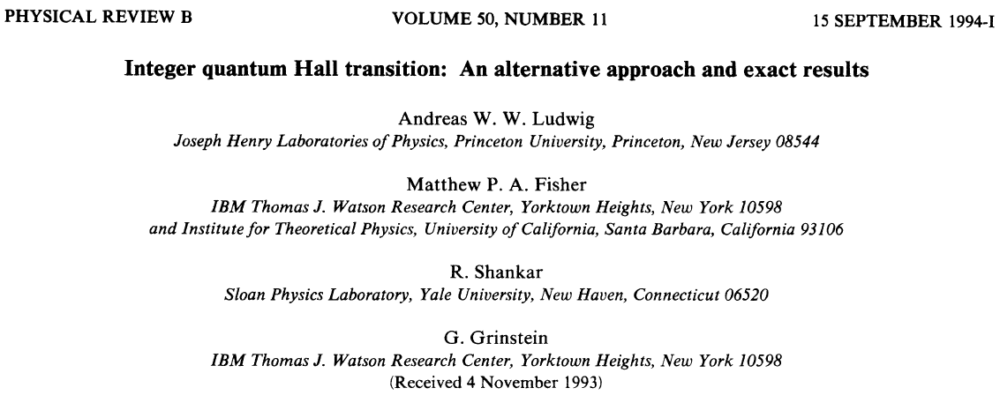 PHYSICAL REVIEW B VOLUME 50, NUMBER 11 15 SEPTEMBER 1994-I
Integer quantum Hall transition: An alternative approach and exact results
Andreas W. W. Ludwig
Joseph Henry Laboratories of Physics, Princeton University, Princeton, New Jersey 08544
Matthew P. A. Fisher
IBM Thomas J. Watson Research Center, Yorktown Heights, New York 10598
and Institute for Theoretical Physics, University of California, Santa Barbara, California 93106
R. Shankar
Sloan Physics Laboratory, Yale University, New Haven, Connecticut 06520
G. Grinstein
IBM Thomas J. Watson Research Center, Yorktown Heights, New York 10598
(Received 4 November 1993)